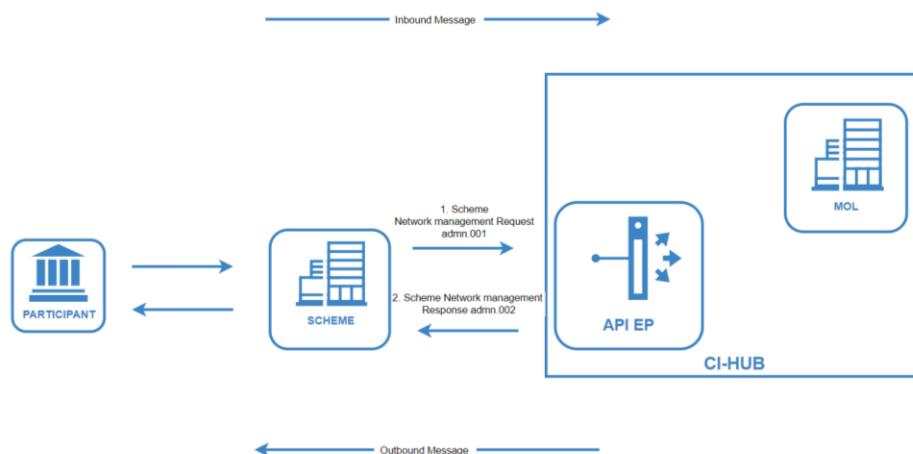 Inbound Message
MOL
1. Scheme
Network management Request
admn.001
2. Scheme Network management
Response admn.002
PARTICIPANT
SCHEME
API EP
CI-HUB
Outbound Message